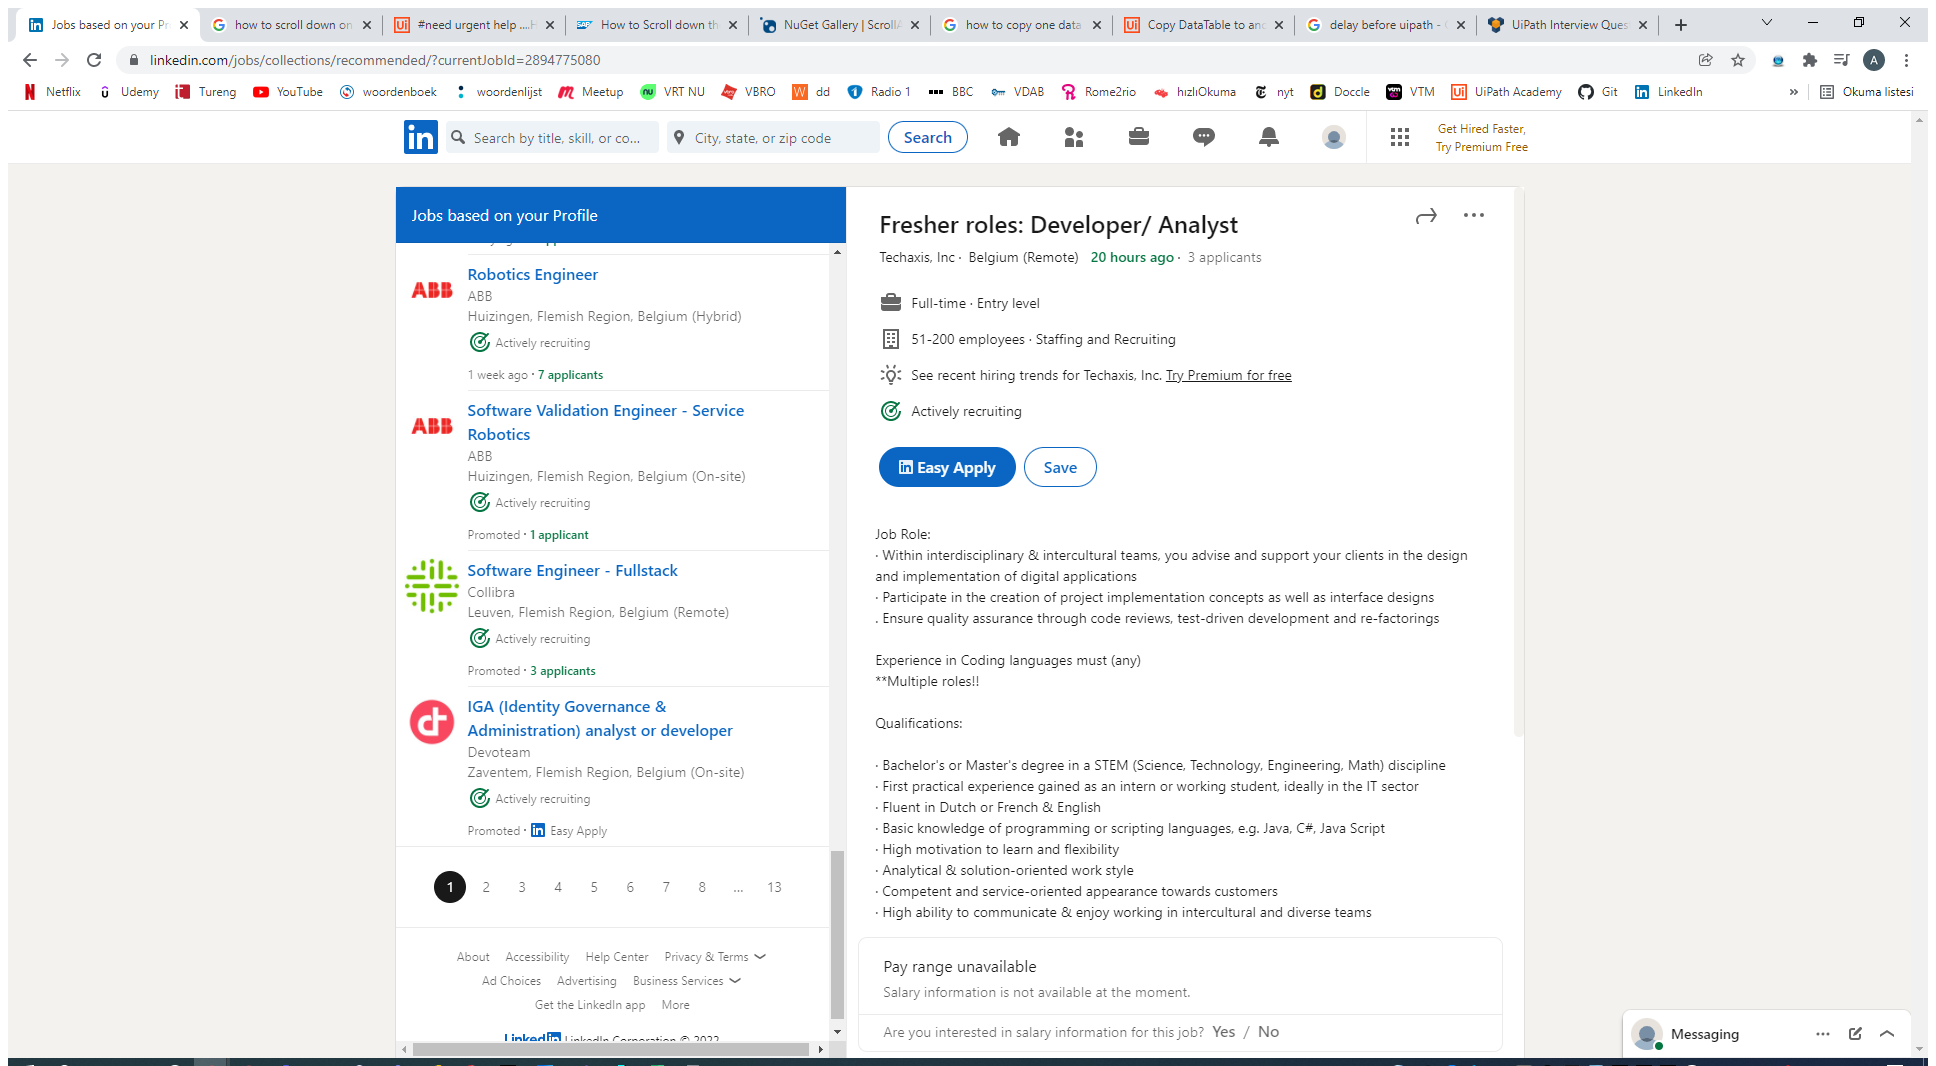 Jobs based on your Pr
how to scroll down on
#need urgent help ....H
How to Scroll down th
NuGet Gallery | ScrollA
how to copy one data
Copy DataTable to and
delay before uipath - G
UiPath Interview Ques
linkedin.com/jobs/collections/recommended/?currentJobId=2894775080
A
Netflix
Udemy
Tureng
YouTube
woordenboek
woordenlijst
Meetup
VRT NU
VBRO
dd
Radio 1
BBC
VDAB
Rome2rio
hızlıOkuma
nyt
Doccle
VTM
UiPath Academy
Git
LinkedIn
»
Okuma listesi
in
Search by title, skill, or co...
City, state, or zip code
Search
Get Hired Faster,
Try Premium Free
Jobs based on your Profile
ABB
Robotics Engineer
ABB
Huizingen, Flemish Region, Belgium (Hybrid)
Actively recruiting
1 week ago · 7 applicants
ABB
Software Validation Engineer - Service
Robotics
ABB
Huizingen, Flemish Region, Belgium (On-site)
Actively recruiting
Promoted · 1 applicant
Software Engineer - Fullstack
Collibra
Leuven, Flemish Region, Belgium (Remote)
Actively recruiting
Promoted · 3 applicants
IGA (Identity Governance &
Administration) analyst or developer
Devoteam
Zaventem, Flemish Region, Belgium (On-site)
Actively recruiting
Promoted · in Easy Apply
1 2 3 4 5 6 7 8 ... 13
About Accessibility Help Center Privacy & Terms
Ad Choices Advertising Business Services
Get the LinkedIn app More
LinkedIn LinkedIn Corporation © 2022
Fresher roles: Developer/ Analyst
Techaxis, Inc · Belgium (Remote) 20 hours ago · 3 applicants
Full-time · Entry level
51-200 employees · Staffing and Recruiting
See recent hiring trends for Techaxis, Inc. Try Premium for free
Actively recruiting
in Easy Apply
Save
Job Role:
· Within interdisciplinary & intercultural teams, you advise and support your clients in the design
and implementation of digital applications
· Participate in the creation of project implementation concepts as well as interface designs
. Ensure quality assurance through code reviews, test-driven development and re-factorings
Experience in Coding languages must (any)
**Multiple roles!!
Qualifications:
· Bachelor's or Master's degree in a STEM (Science, Technology, Engineering, Math) discipline
· First practical experience gained as an intern or working student, ideally in the IT sector
· Fluent in Dutch or French & English
· Basic knowledge of programming or scripting languages, e.g. Java, C#, Java Script
· High motivation to learn and flexibility
· Analytical & solution-oriented work style
· Competent and service-oriented appearance towards customers
· High ability to communicate & enjoy working in intercultural and diverse teams
Pay range unavailable
Salary information is not available at the moment.
Are you interested in salary information for this job? Yes / No
Messaging